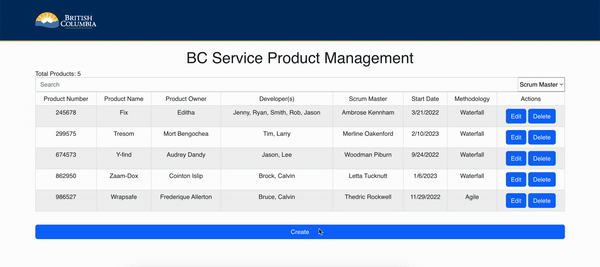 BRITISH
COLUMBIA
BC Service Product Management
Total Products: 5
Search Scrum Master
Product Number Product Name Product Owner Developer(s) Scrum Master Start Date Methodology Actions
245678 Fix Editha Jenny, Ryan, Smith, Rob, Jason Ambrose Kennham 3/21/2022 Waterfall Edit Delete
299575 Tresom Mort Bengochea Tim, Larry Merline Oakenford 2/10/2023 Waterfall Edit Delete
674573 Y-find Audrey Dandy Jason, Lee Woodman Piburn 9/24/2022 Waterfall Edit Delete
862950 Zaam-Dox Cointon Islip Brock, Calvin Letta Tucknutt 1/6/2023 Waterfall Edit Delete
986527 Wrapsafe Frederique Allerton Bruce, Calvin Thedric Rockwell 11/29/2022 Agile Edit Delete
Create